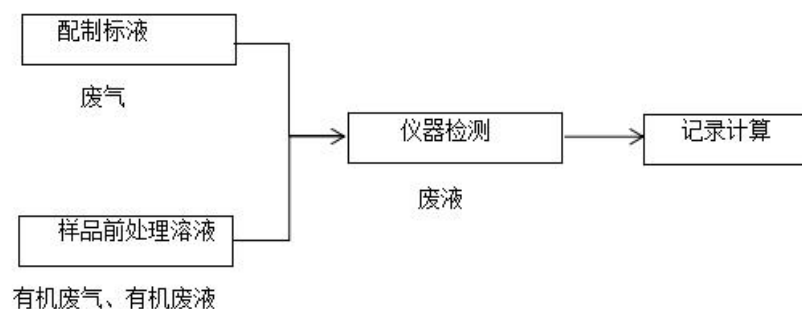 配制标液
废气
仪器检测
记录计算
废液
样品前处理溶液
有机废气、有机废液